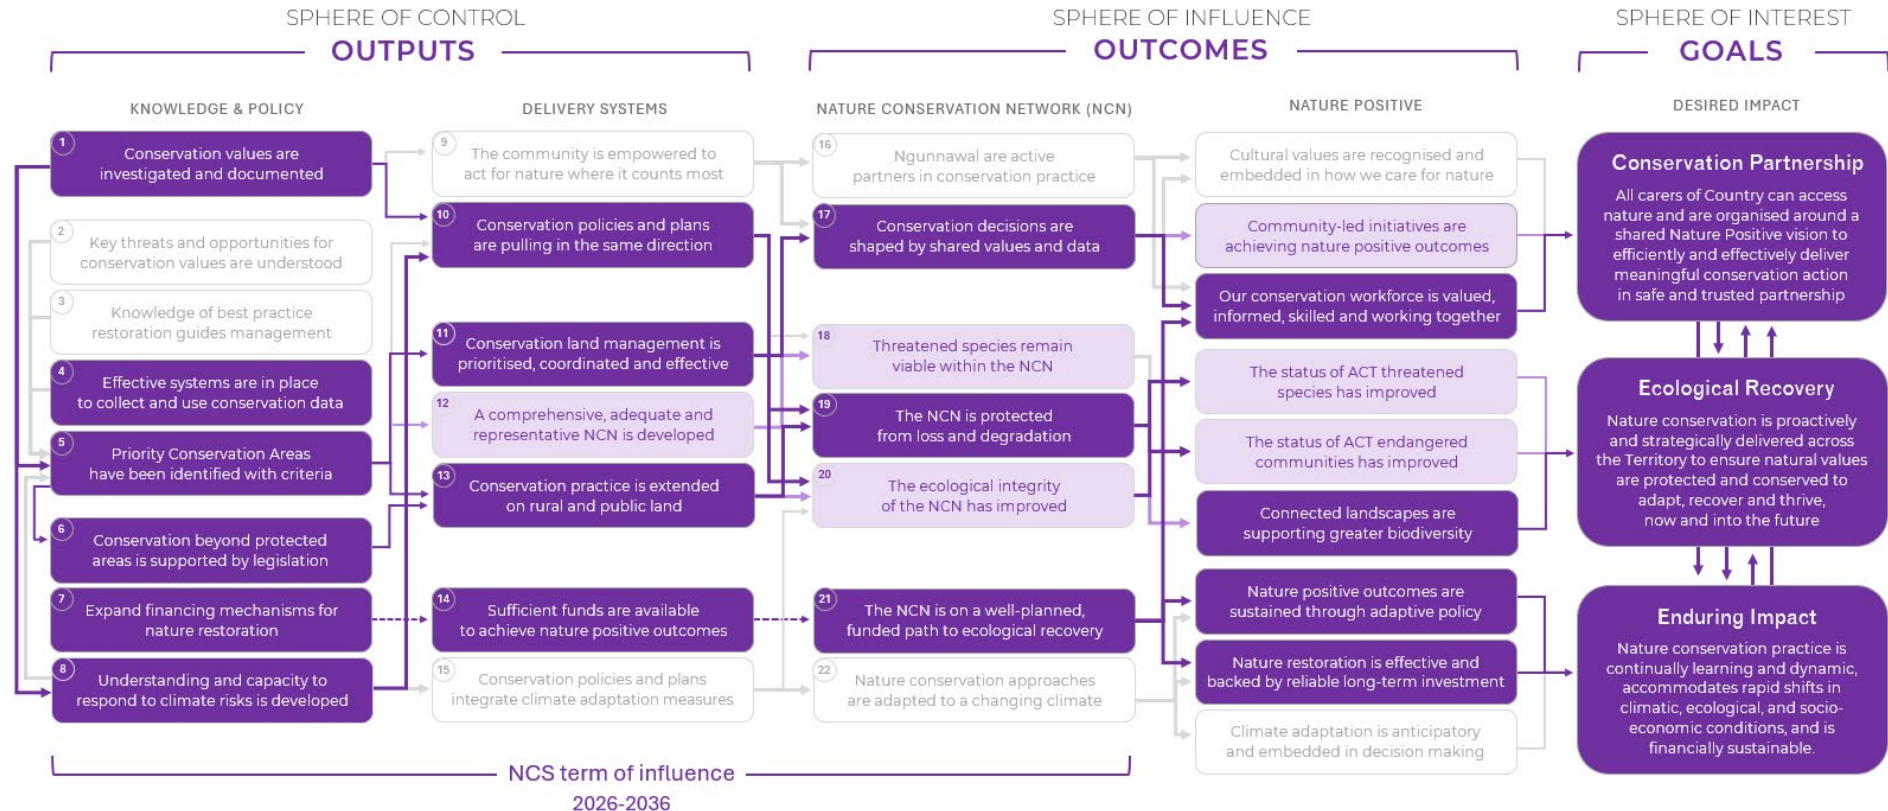 SPHERE OF CONTROL
OUTPUTS
SPHERE OF INFLUENCE
OUTCOMES
SPHERE OF INTEREST
GOALS
KNOWLEDGE & POLICY
DELIVERY SYSTEMS
NATURE CONSERVATION NETWORK (NCN)
NATURE POSITIVE
DESIRED IMPACT
1
Conservation values are
investigated and documented
2
Key threats and opportunities for
conservation values are understood
3
Knowledge of best practice
restoration guides management
4
Effective systems are in place
to collect and use conservation data
5
Priority Conservation Areas
have been identified with criteria
6
Conservation beyond protected
areas is supported by legislation
7
Expand financing mechanisms for
nature restoration
8
Understanding and capacity to
respond to climate risks is developed
9
The community is empowered to
act for nature where it counts most
10
Conservation policies and plans
are pulling in the same direction
11
Conservation land management is
prioritised, coordinated and effective
12
A comprehensive, adequate and
representative NCN is developed
13
Conservation practice is extended
on rural and public land
14
Sufficient funds are available
to achieve nature positive outcomes
15
Conservation policies and plans
integrate climate adaptation measures
16
Ngunnawal are active
partners in conservation practice
17
Conservation decisions are
shaped by shared values and data
18
Threatened species remain
viable within the NCN
19
The NCN is protected
from loss and degradation
20
The ecological integrity
of the NCN has improved
21
The NCN is on a well-planned,
funded path to ecological recovery
22
Nature conservation approaches
are adapted to a changing climate
Cultural values are recognised and
embedded in how we care for nature
Community-led initiatives are
achieving nature positive outcomes
Our conservation workforce is valued,
informed, skilled and working together
The status of ACT threatened
species has improved
The status of ACT endangered
communities has improved
Connected landscapes are
supporting greater biodiversity
Nature positive outcomes are
sustained through adaptive policy
Nature restoration is effective and
backed by reliable long-term investment
Climate adaptation is anticipatory
and embedded in decision making
Conservation Partnership
All carers of Country can access
nature and are organised around a
shared Nature Positive vision to
efficiently and effectively deliver
meaningful conservation action
in safe and trusted partnership
Ecological Recovery
Nature conservation is proactively
and strategically delivered across
the Territory to ensure natural values
are protected and conserved to
adapt, recover and thrive,
now and into the future
Enduring Impact
Nature conservation practice is
continually learning and dynamic,
accommodates rapid shifts in
climatic, ecological, and socio-
economic conditions, and is
financially sustainable.
NCS term of influence
2026-2036